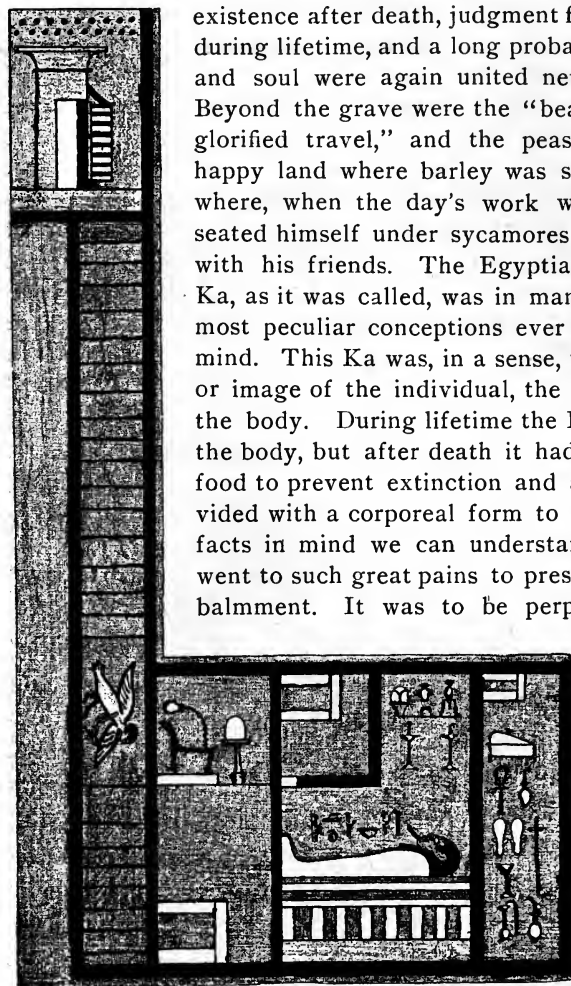 existence after death, judgment f
during lifetime, and a long proba
and soul were again united ne
Beyond the grave were the “bea
glorified travel,” and the peas
happy land where barley was s
where, when the day's work w
seated himself under sycamores
with his friends. The Egyptia
Ka, as it was called, was in man
most peculiar conceptions ever
mind. This Ka was, in a sense,
or image of the individual, the
the body. During lifetime the
the body, but after death it had
food to prevent extinction and
vided with a corporeal form to
facts in mind we can understa
went to such great pains to pres
balmment. It was to be perp